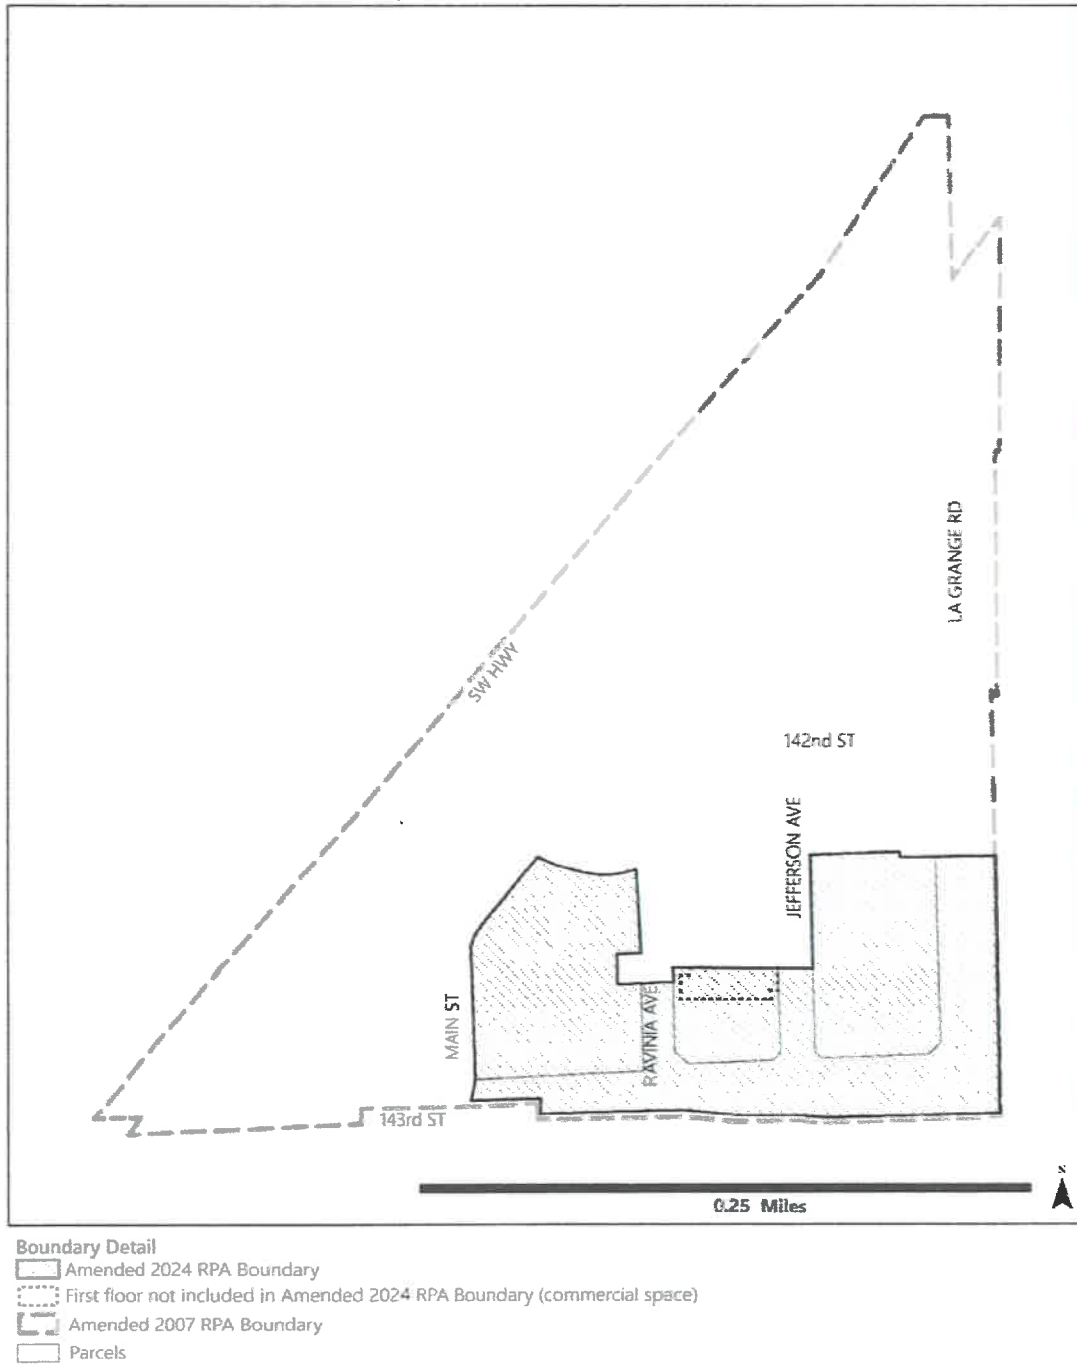 LA GRANGE RD
SW HWY
142nd ST
JEFFERSON AVE
MAIN ST
RAVINIA AVE
143rd ST
N
0.25 Miles
Boundary Detail
Amended 2024 RPA Boundary
First floor not included in Amended 2024 RPA Boundary (commercial space)
Amended 2007 RPA Boundary
Parcels